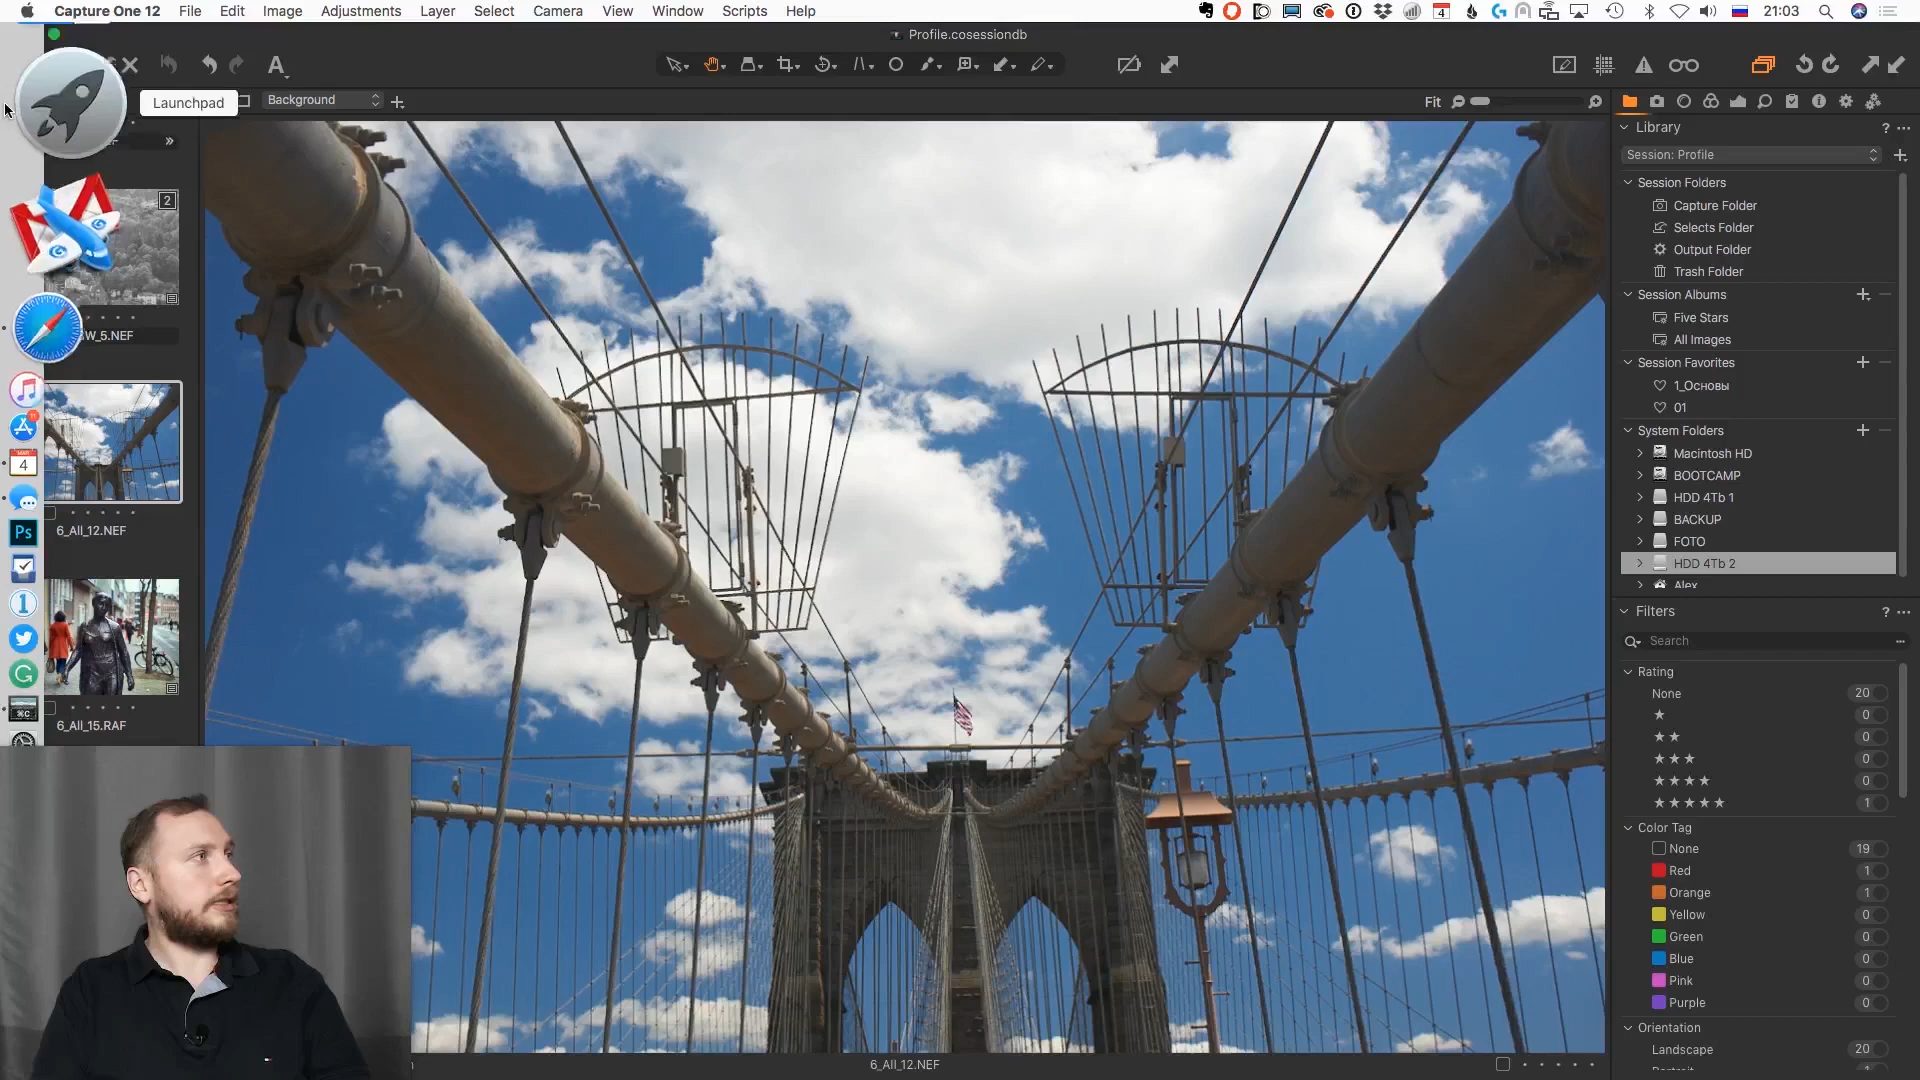 Capture One 12 File Edit Image Adjustments Layer Select Camera View Window Scripts Help 4 21:03
Profile.cosessiondb
A
Launchpad
Background
Fit
2
W_5.NEF
4
6_All_12.NEF
Ps
1
6_All_15.RAF
Library
?
Session: Profile
Session Folders
Capture Folder
Selects Folder
Output Folder
Trash Folder
Session Albums
Five Stars
All Images
Session Favorites
1_Основы
01
System Folders
Macintosh HD
BOOTCAMP
HDD 4Tb 1
BACKUP
FOTO
HDD 4Tb 2
Alex
Filters
?
Search
Rating
None 20
0
0
0
0
1
Color Tag
None 19
Red 1
Orange 1
Yellow 0
Green 0
Blue 0
Pink 0
Purple 0
Orientation
Landscape 20
6_All_12.NEF